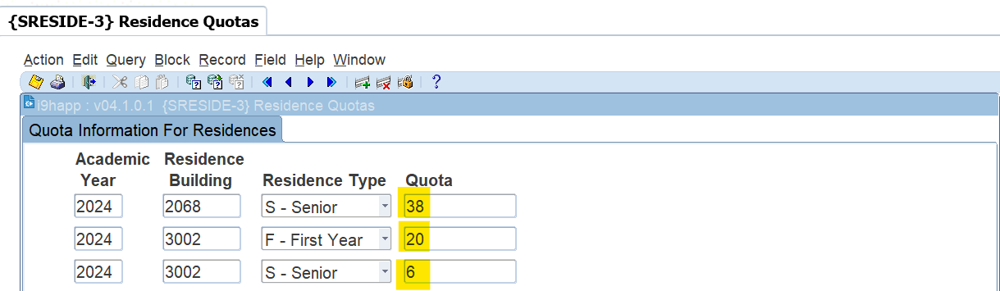 {SRESIDE-3} Residence Quotas
Action Edit Query Block Record Field Help Window
i9happ : v04.1.0.1 {SRESIDE-3} Residence Quotas
Quota Information For Residences
Academic Year Residence Building Residence Type Quota
2024 2068 S - Senior 38
2024 3002 F - First Year 20
2024 3002 S - Senior 6